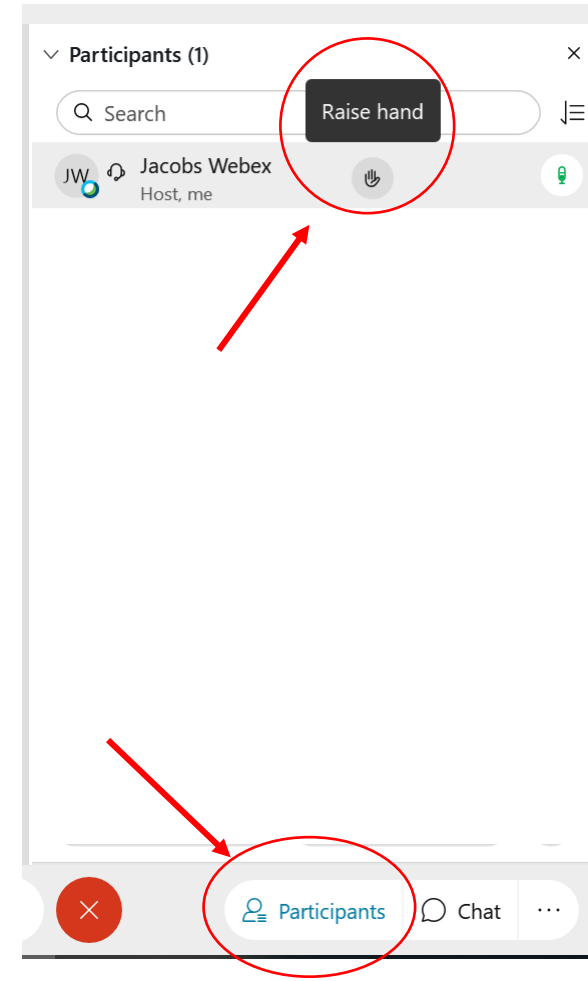 Participants (1)
Search
Raise hand
JW
Jacobs Webex
Host, me
Participants
Chat